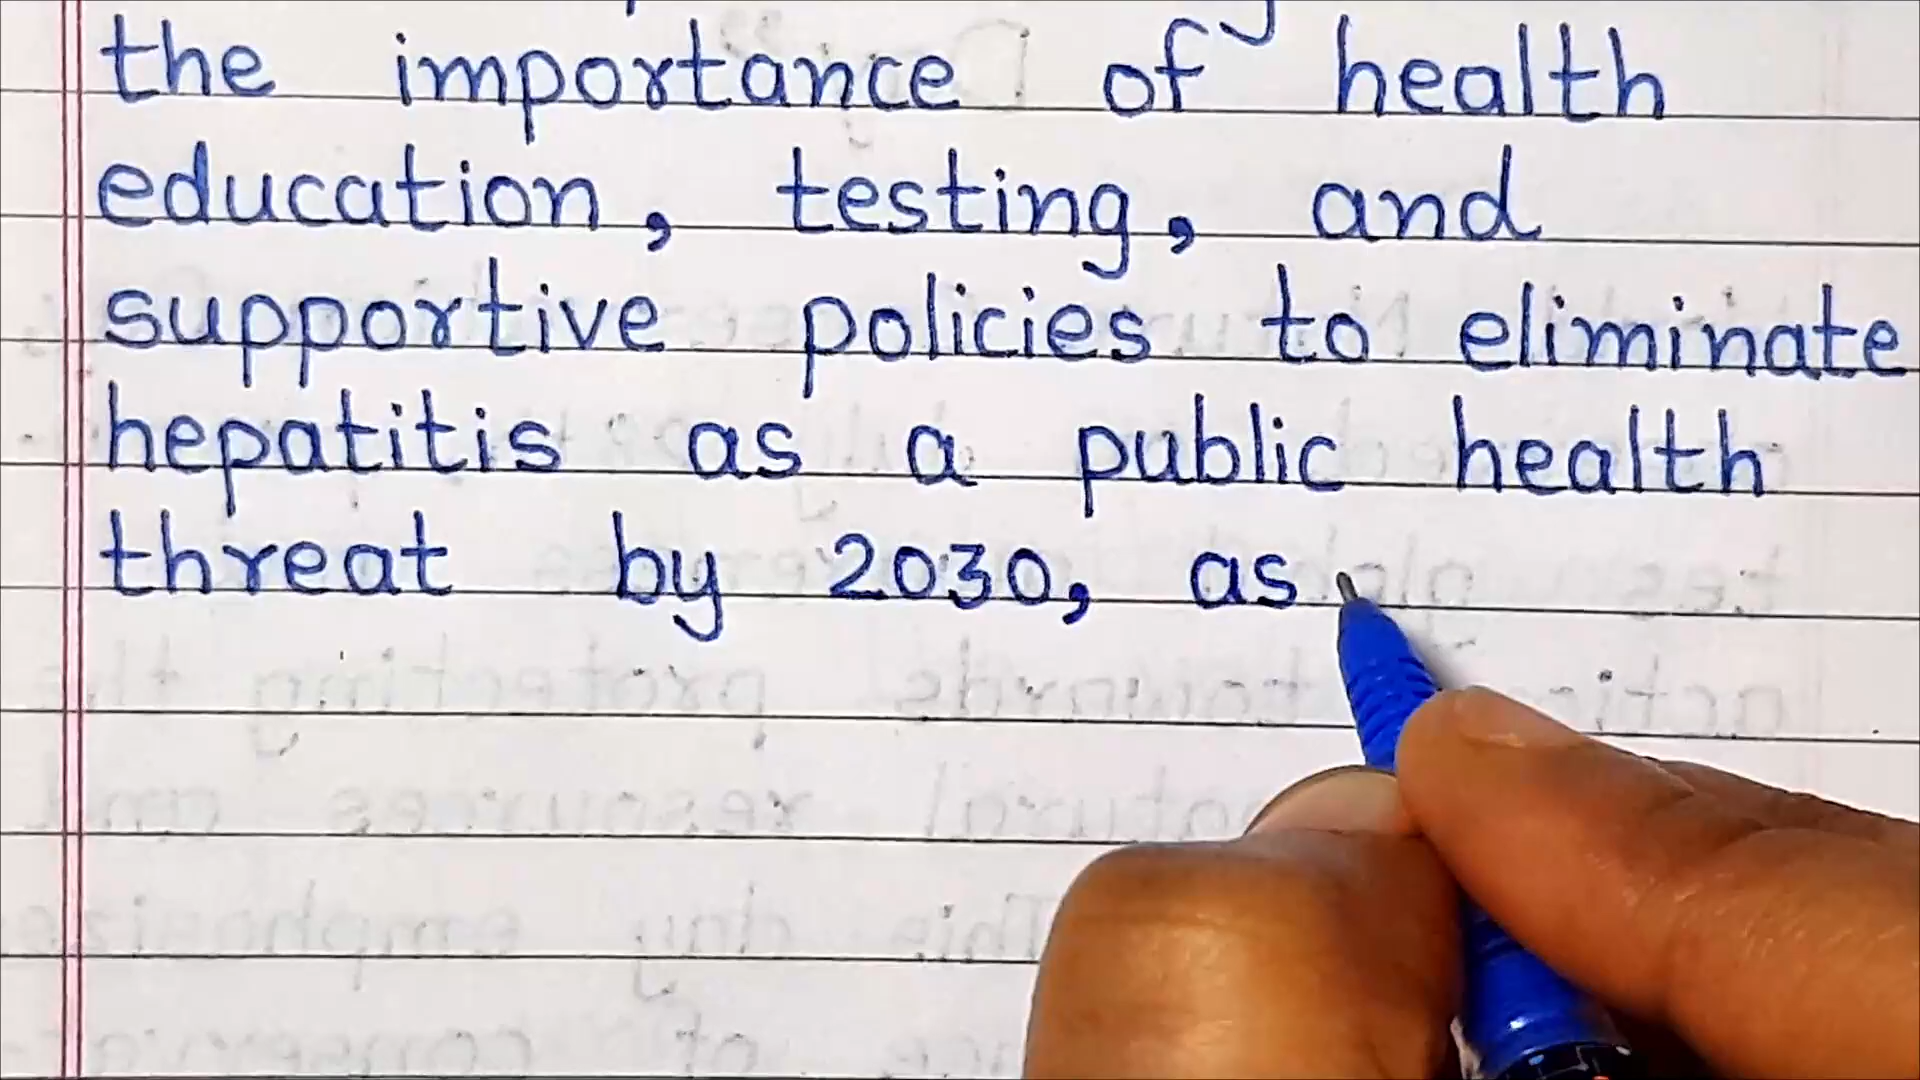 the importance of health
education, testing, and
supportive policies to eliminate
hepatitis as a public health
threat by 2030, as